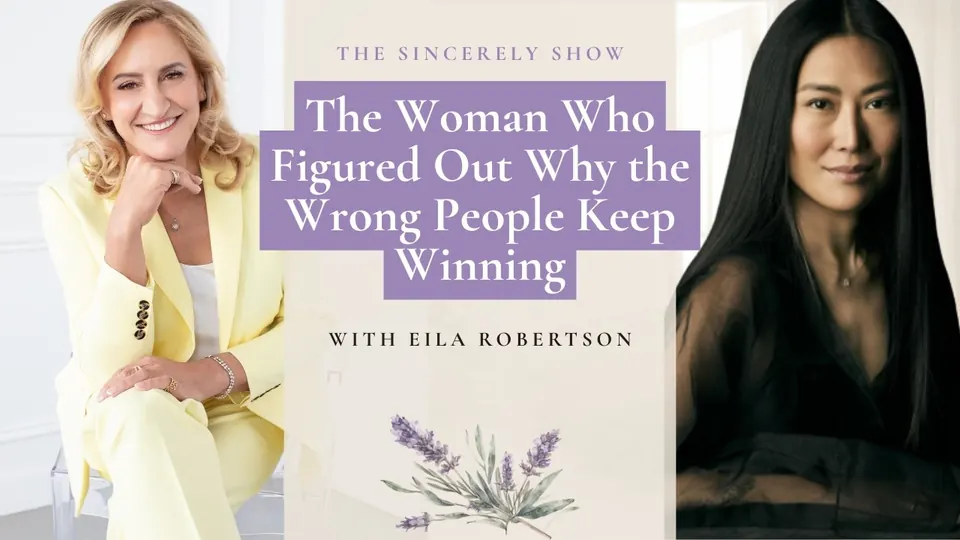 THE SINCERELY SHOW
The Woman Who
Figured Out Why the
Wrong People Keep
Winning
WITH EILA ROBERTSON